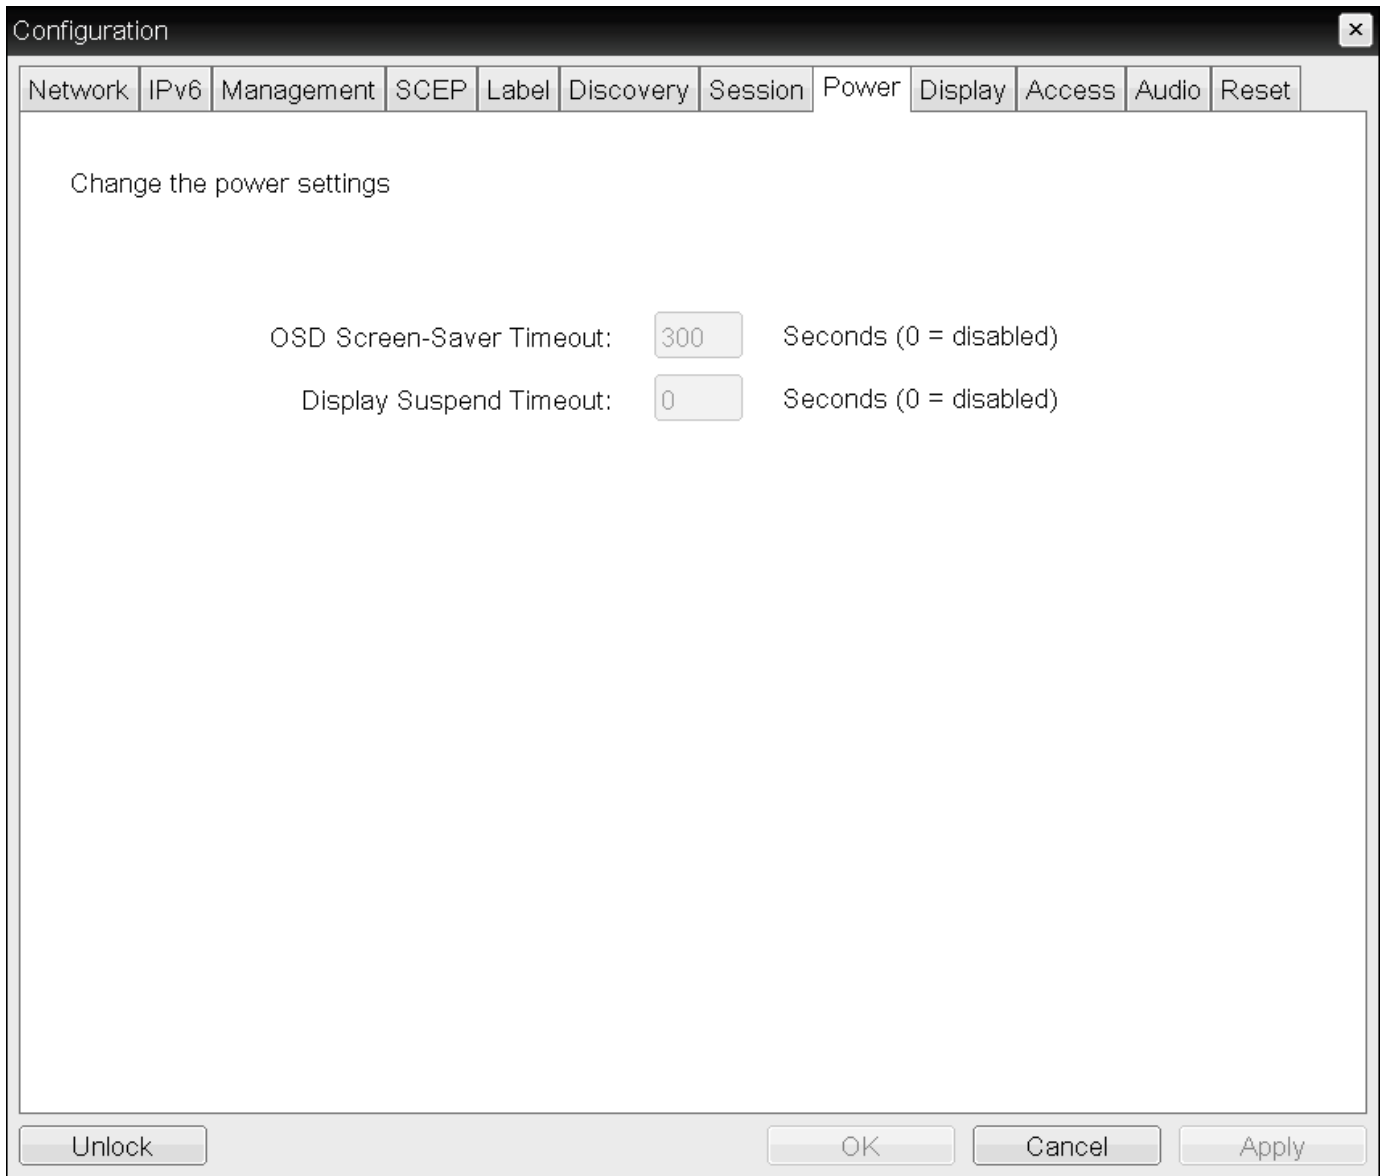 Configuration
Network IPv6 Management SCEP Label Discovery Session Power Display Access Audio Reset
Change the power settings
OSD Screen-Saver Timeout: 300 Seconds (0 = disabled)
Display Suspend Timeout: 0 Seconds (0 = disabled)
Unlock OK Cancel Apply